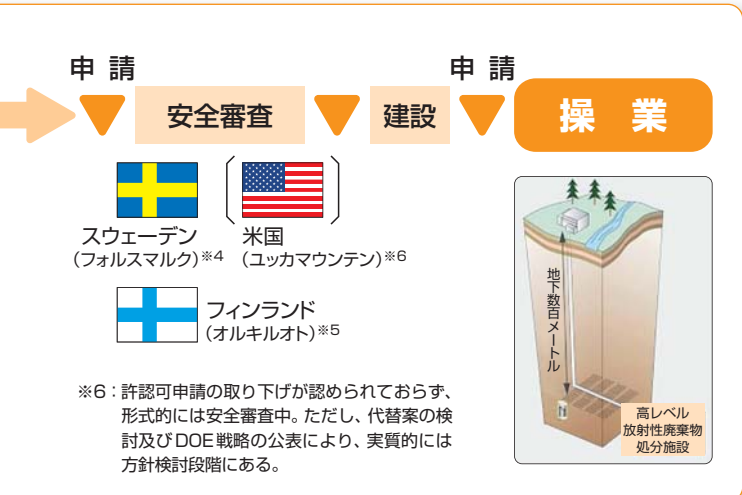 申 請
申 請
安全審査
建設
操 業
スウェーデン
(フォルスマルク)※4
米国
(ユッカマウンテン)※6
フィンランド
(オルキルオト)※5
※6：許認可申請の取り下げが認められておらず、
形式的には安全審査中。ただし、代替案の検
討及びDOE戦略の公表により、実質的には
方針検討段階にある。
地下数百メートル
高レベル
放射性廃棄物
処分施設